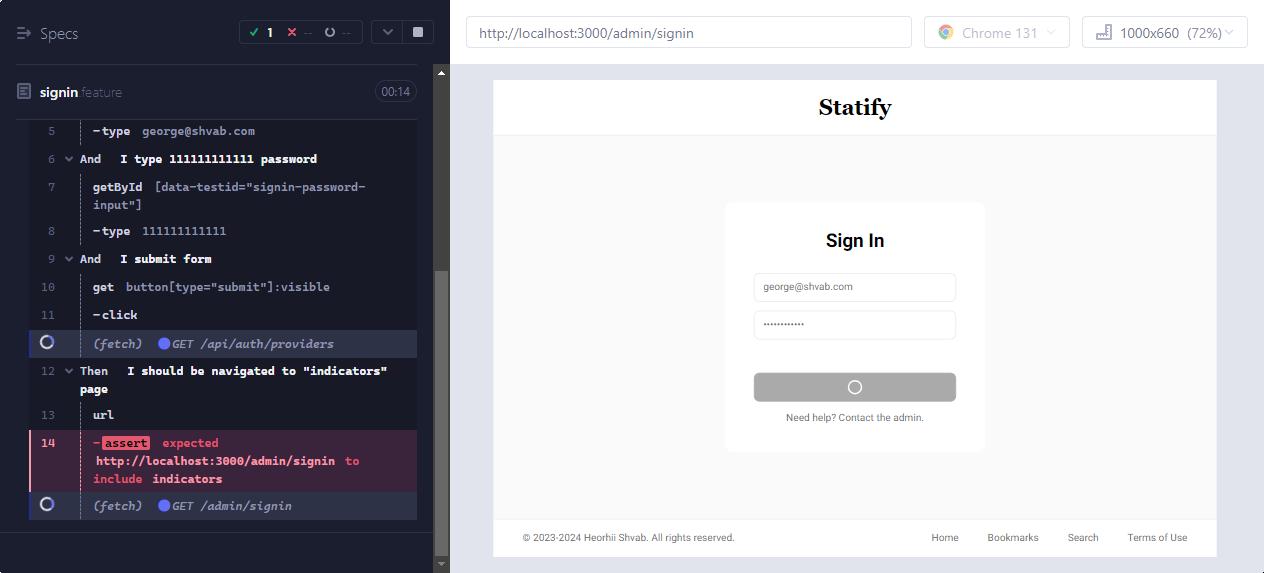 Specs
1
--
--
signin.feature
00:14
5 -type george@shvab.com
6 And I type 111111111111 password
7 getById [data-testid="signin-password-
input"]
8 -type 111111111111
9 And I submit form
10 get button[type="submit"]:visible
11 -click
(fetch) GET /api/auth/providers
12 Then I should be navigated to "indicators"
page
13 url
14 -assert expected
http://localhost:3000/admin/signin to
include indicators
(fetch) GET /admin/signin
http://localhost:3000/admin/signin
Chrome 131
1000x660 (72%)
Statify
Sign In
george@shvab.com
••••••••••••
Need help? Contact the admin.
© 2023-2024 Heorhii Shvab. All rights reserved.
Home
Bookmarks
Search
Terms of Use